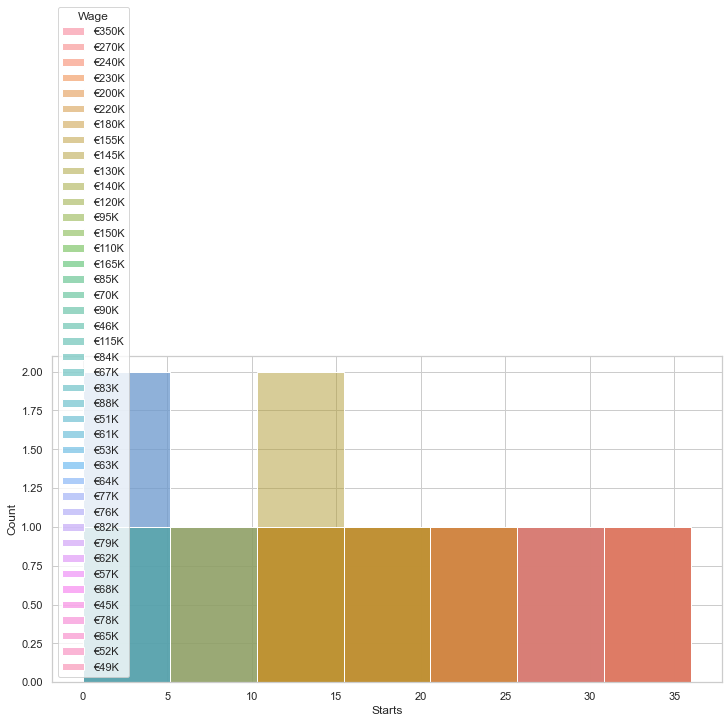 Wage
€350K
€270K
€240K
€230K
€200K
€220K
€180K
€155K
€145K
€130K
€140K
€120K
€95K
€150K
€110K
€165K
€85K
€70K
€90K
€46K
€115K
€84K
€67K
€83K
€88K
€51K
€61K
€53K
€63K
€64K
€77K
€76K
€82K
€79K
€62K
€57K
€68K
€45K
€78K
€65K
€52K
€49K
2.00
1.75
1.50
1.25
1.00
0.75
0.50
0.25
0.00
Count
0 5 10 15 20 25 30 35
Starts